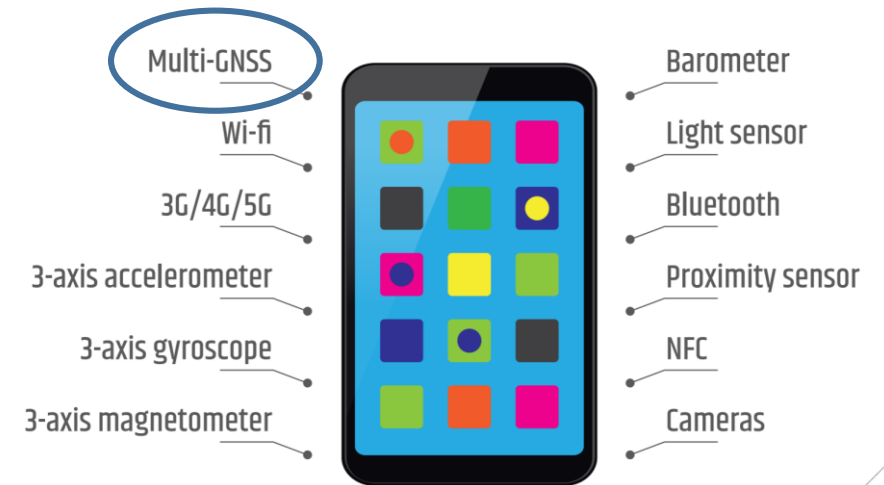 Multi-GNSS
Wi-fi
3G/4G/5G
3-axis accelerometer
3-axis gyroscope
3-axis magnetometer
Barometer
Light sensor
Bluetooth
Proximity sensor
NFC
Cameras